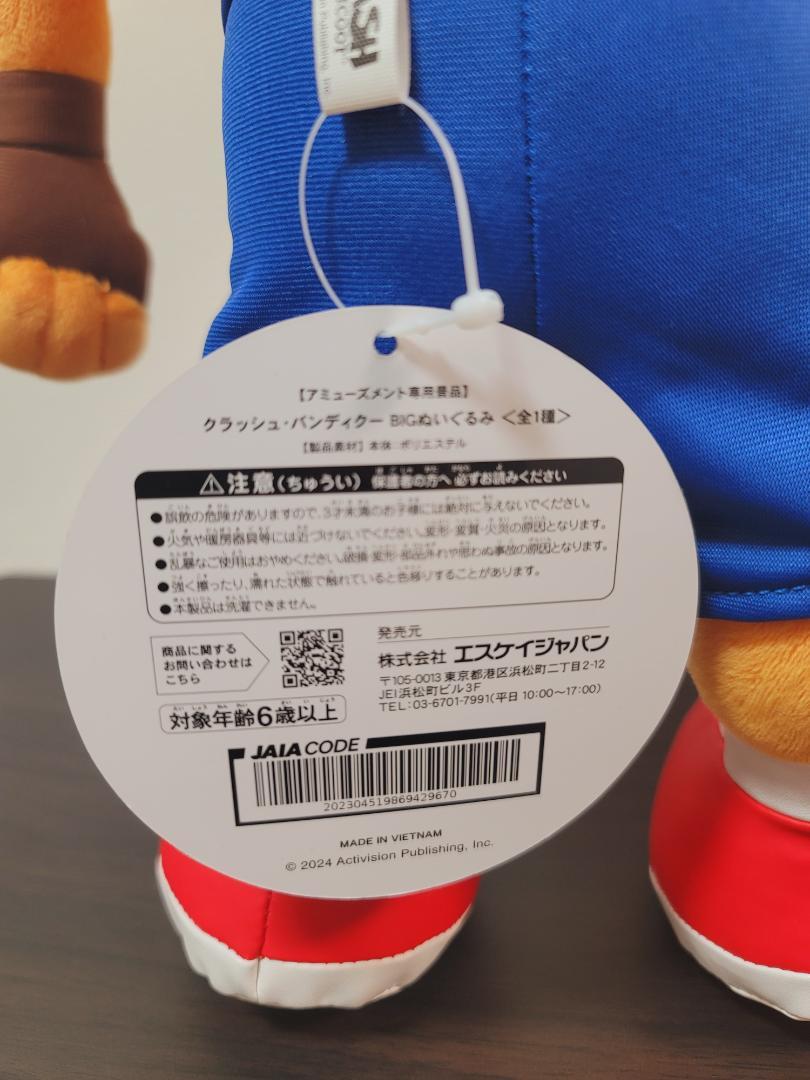 ASH
【アミューズメント専用景品】
クラッシュ・バンディクー BIGぬいぐるみ <全1種>
【製品素材】本体:ポリエステル
⚠注意(ちゅうい) 保護者の方へ 必ずお読みください
●誤飲の危険がありますので、3才未満のお子様には絶対に与えないでください。
●火気や暖房器具等には近づけないでください。変形・変質・火災の原因となります。
●乱暴なご使用はおやめください。破損・変形・部品外れや思わぬ事故の原因となります。
●強く擦ったり、濡れた状態で触れていると色移りすることがあります。
●本製品は洗濯できません。
商品に関する
お問い合わせは
こちら
対象年齢6歳以上
発売元
株式会社 エスケイジャパン
〒105-0013 東京都港区浜松町二丁目2-12
JEI浜松町ビル3F
TEL:03-6701-7991(平日 10:00〜17:00)
JAIA CODE
202304519869429670
MADE IN VIETNAM
© 2024 Activision Publishing, Inc.